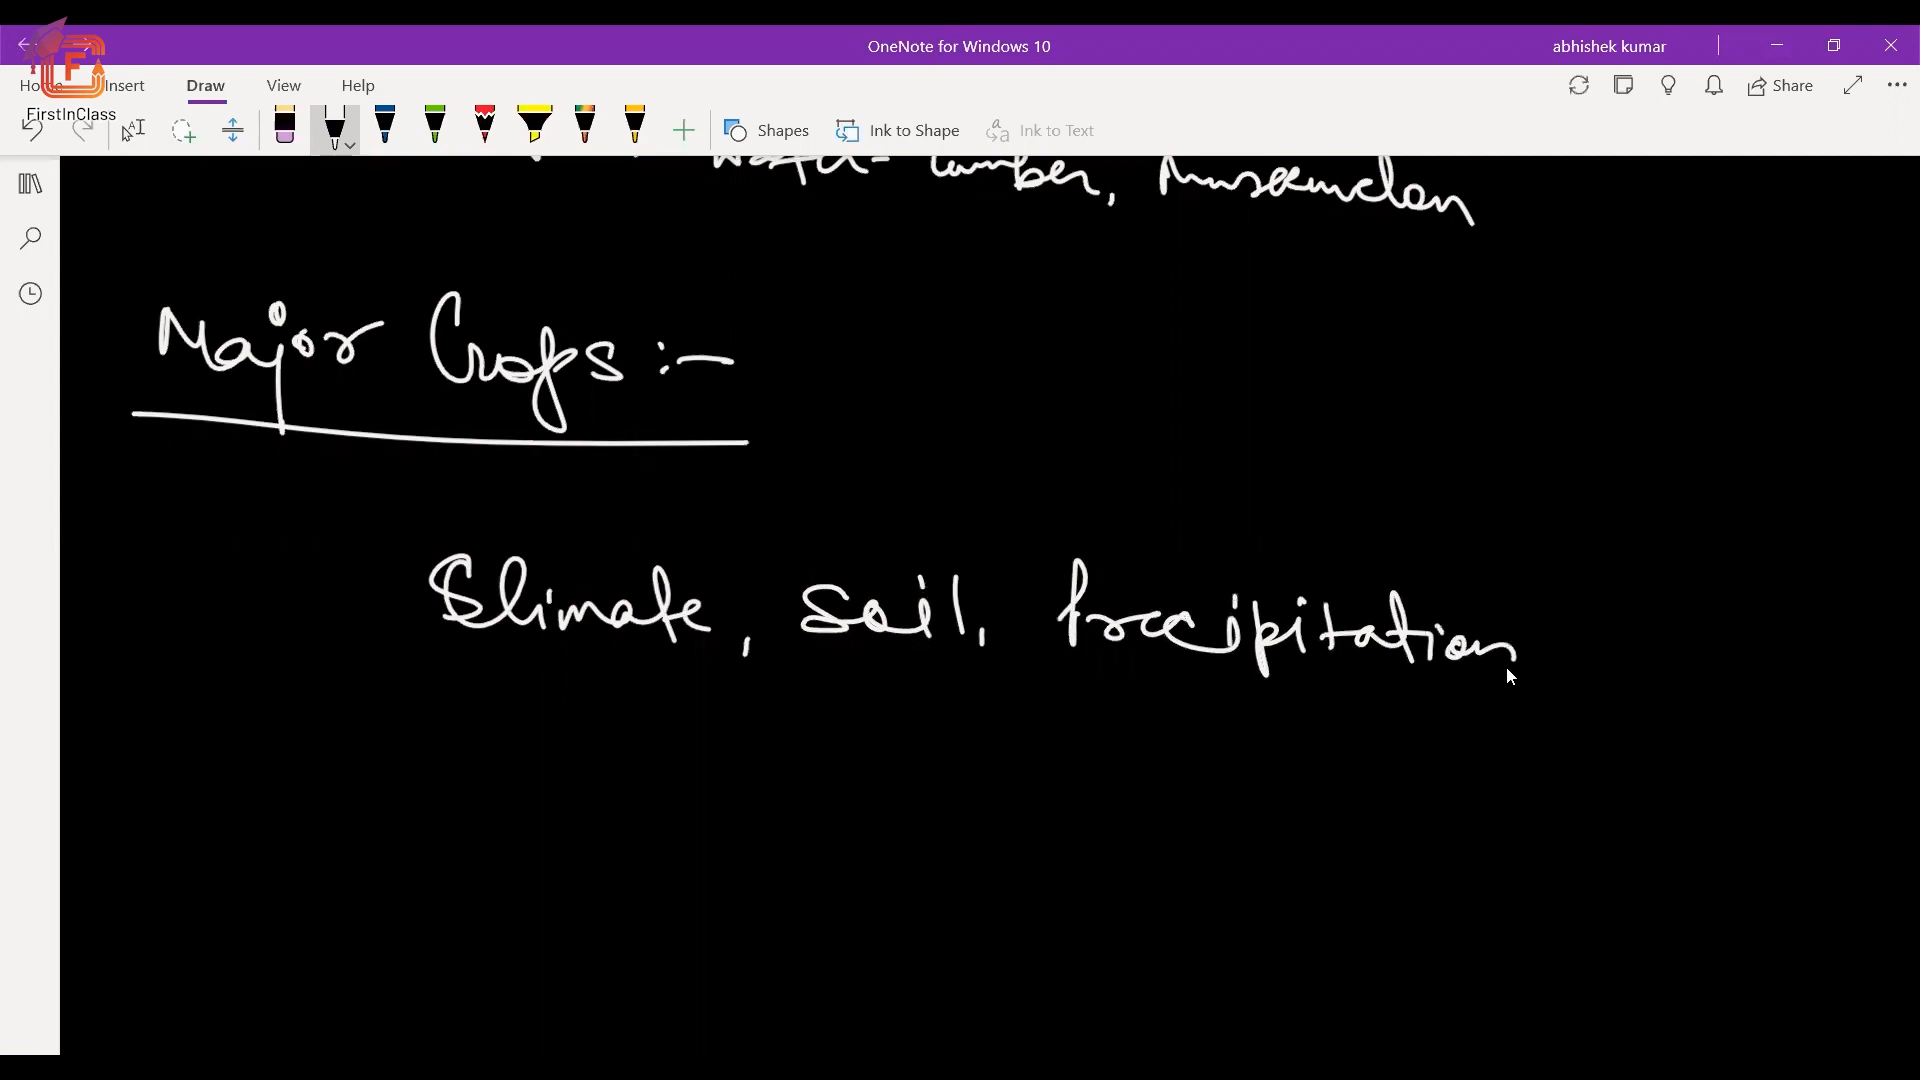 OneNote for Windows 10
abhishek kumar
Home Insert Draw View Help
Share
FirstInClass
Shapes
Ink to Shape
Ink to Text
Major Crops :-
Climate, soil, precipitation